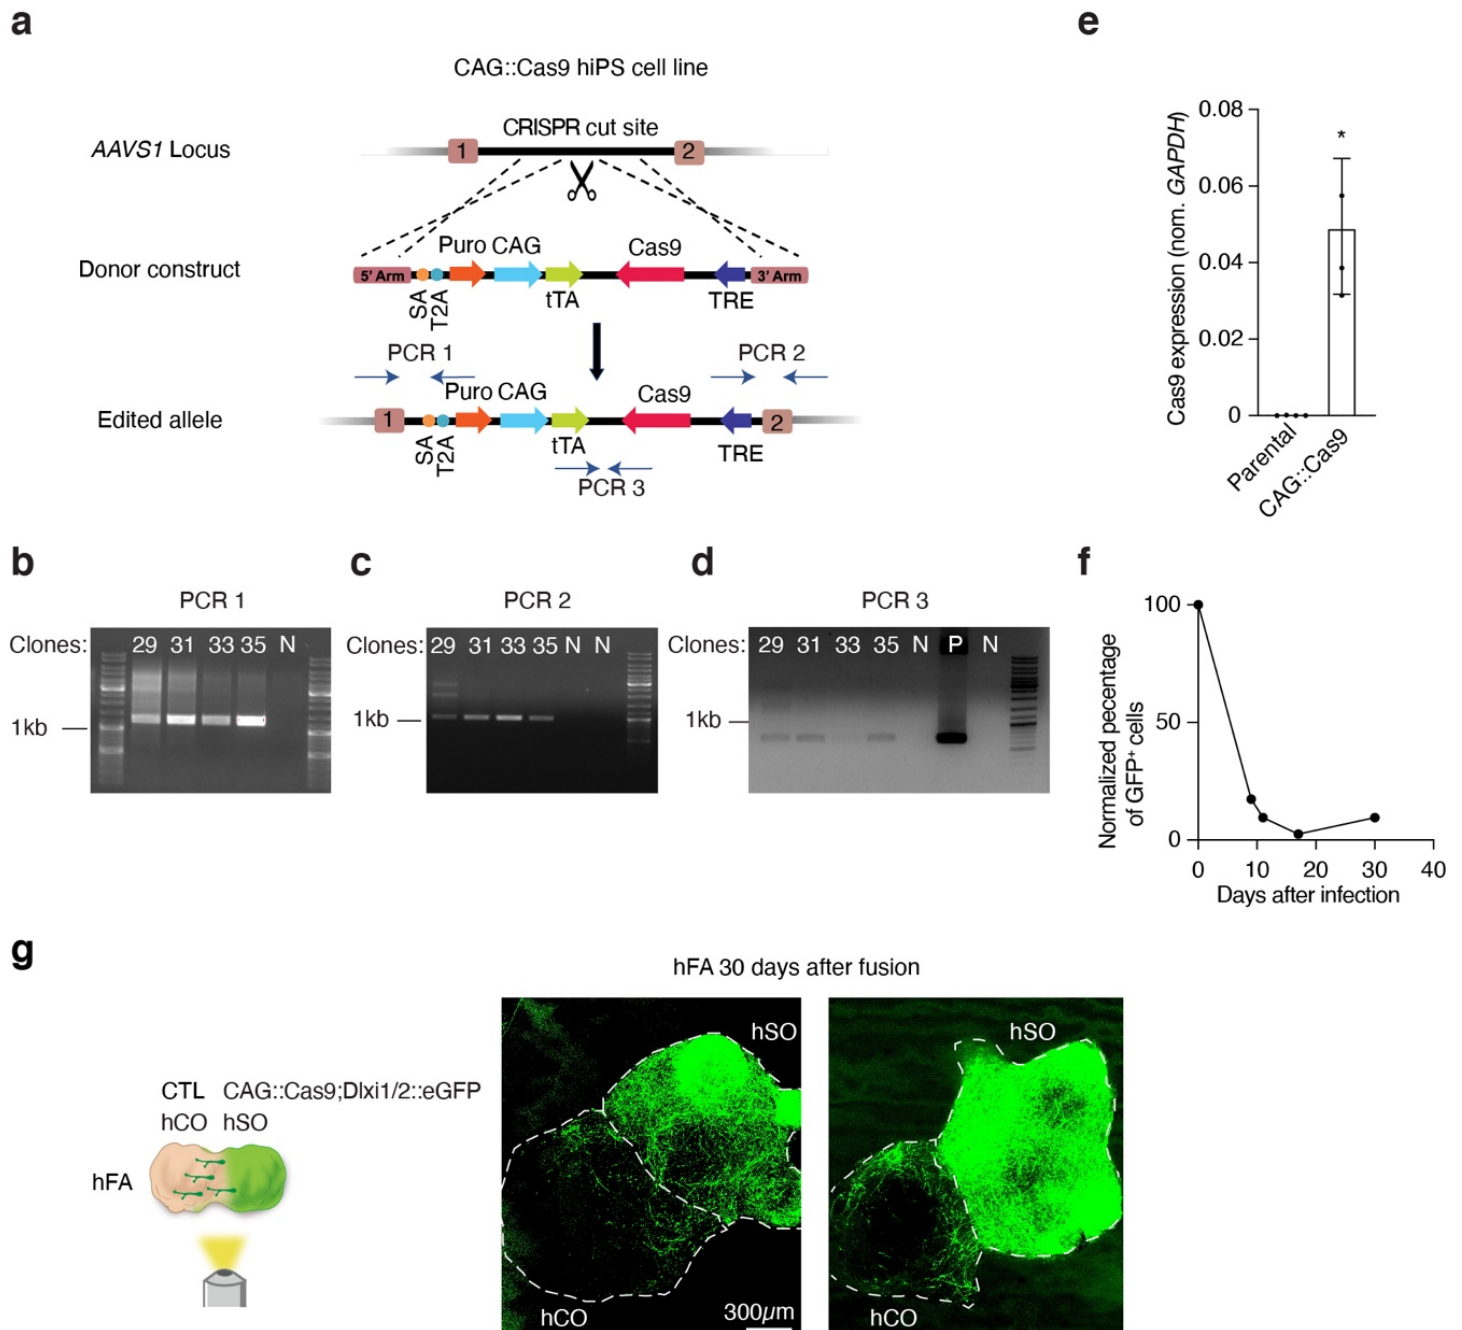 a
CAG::Cas9 hiPS cell line
AAVS1 Locus
CRISPR cut site
1
2
Donor construct
Puro CAG
Cas9
5' Arm
3' Arm
SA
T2A
tTA
TRE
PCR 1
PCR 2
Edited allele
Puro CAG
Cas9
1
2
SA
T2A
tTA
TRE
PCR 3
e
Cas9 expression (nom. GAPDH)
0.08
0.06
0.04
0.02
0
*
Parental
CAG::Cas9
b
PCR 1
Clones: 29 31 33 35 N
1kb
c
PCR 2
Clones: 29 31 33 35 N N
1kb
d
PCR 3
Clones: 29 31 33 35 N P N
1kb
f
Normalized pecentage
of GFP+ cells
100
50
0
0 10 20 30 40
Days after infection
g
hFA 30 days after fusion
CTL CAG::Cas9;Dlxi1/2::eGFP
hCO hSO
hFA
hSO
hCO
300µm
hSO
hCO